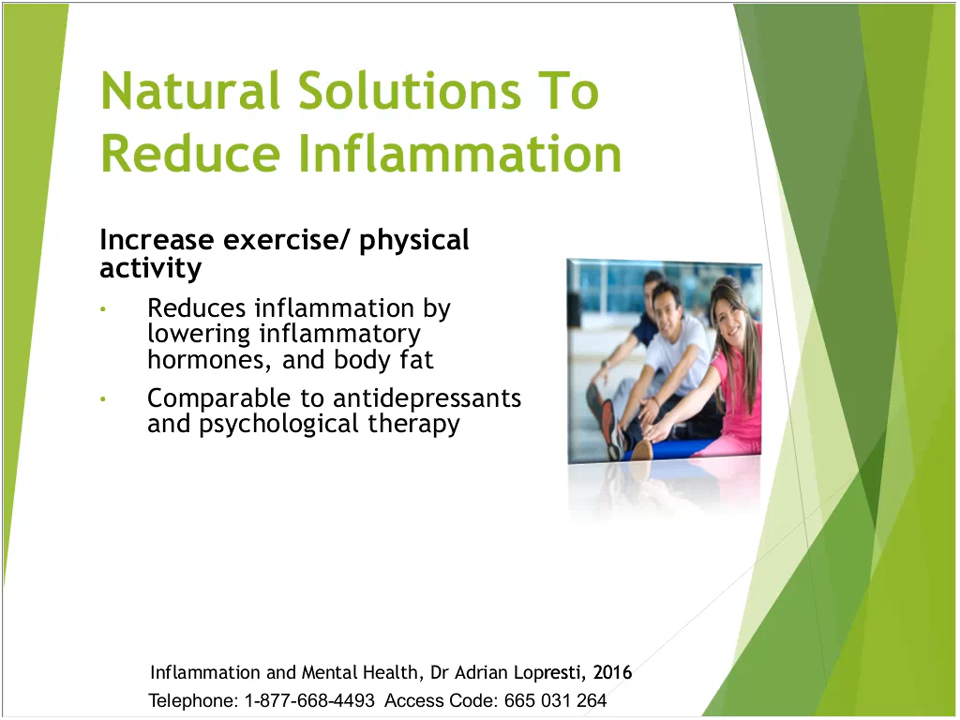 Natural Solutions To
Reduce Inflammation
Increase exercise/ physical
activity
• Reduces inflammation by
lowering inflammatory
hormones, and body fat
• Comparable to antidepressants
and psychological therapy
Inflammation and Mental Health, Dr Adrian Lopresti, 2016
Telephone: 1-877-668-4493 Access Code: 665 031 264